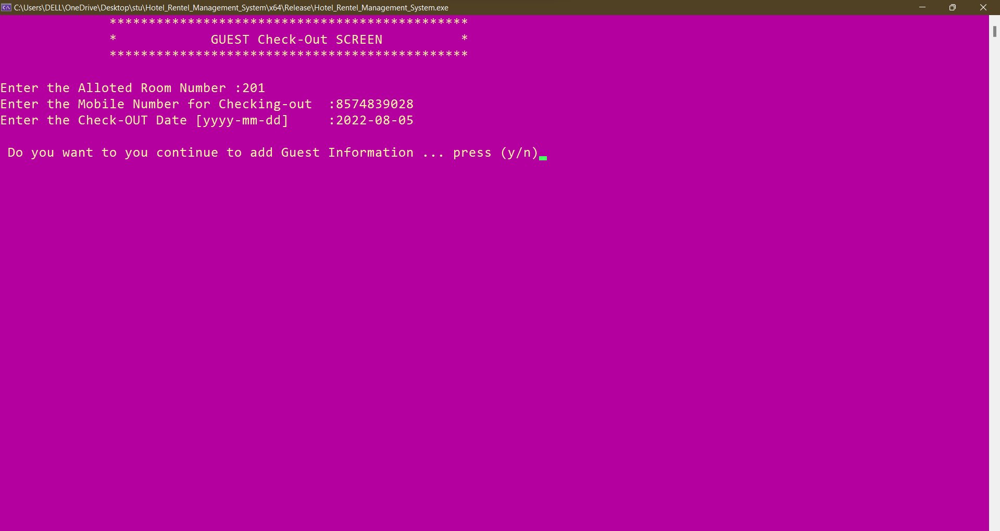 C:\Users\DELL\OneDrive\Desktop\stu\Hotel_Rentel_Management_System\x64\Release\Hotel_Rentel_Management_System.exe
**********************************************
* GUEST Check-Out SCREEN *
**********************************************
Enter the Alloted Room Number :201
Enter the Mobile Number for Checking-out :8574839028
Enter the Check-OUT Date [yyyy-mm-dd] :2022-08-05
Do you want to you continue to add Guest Information ... press (y/n)